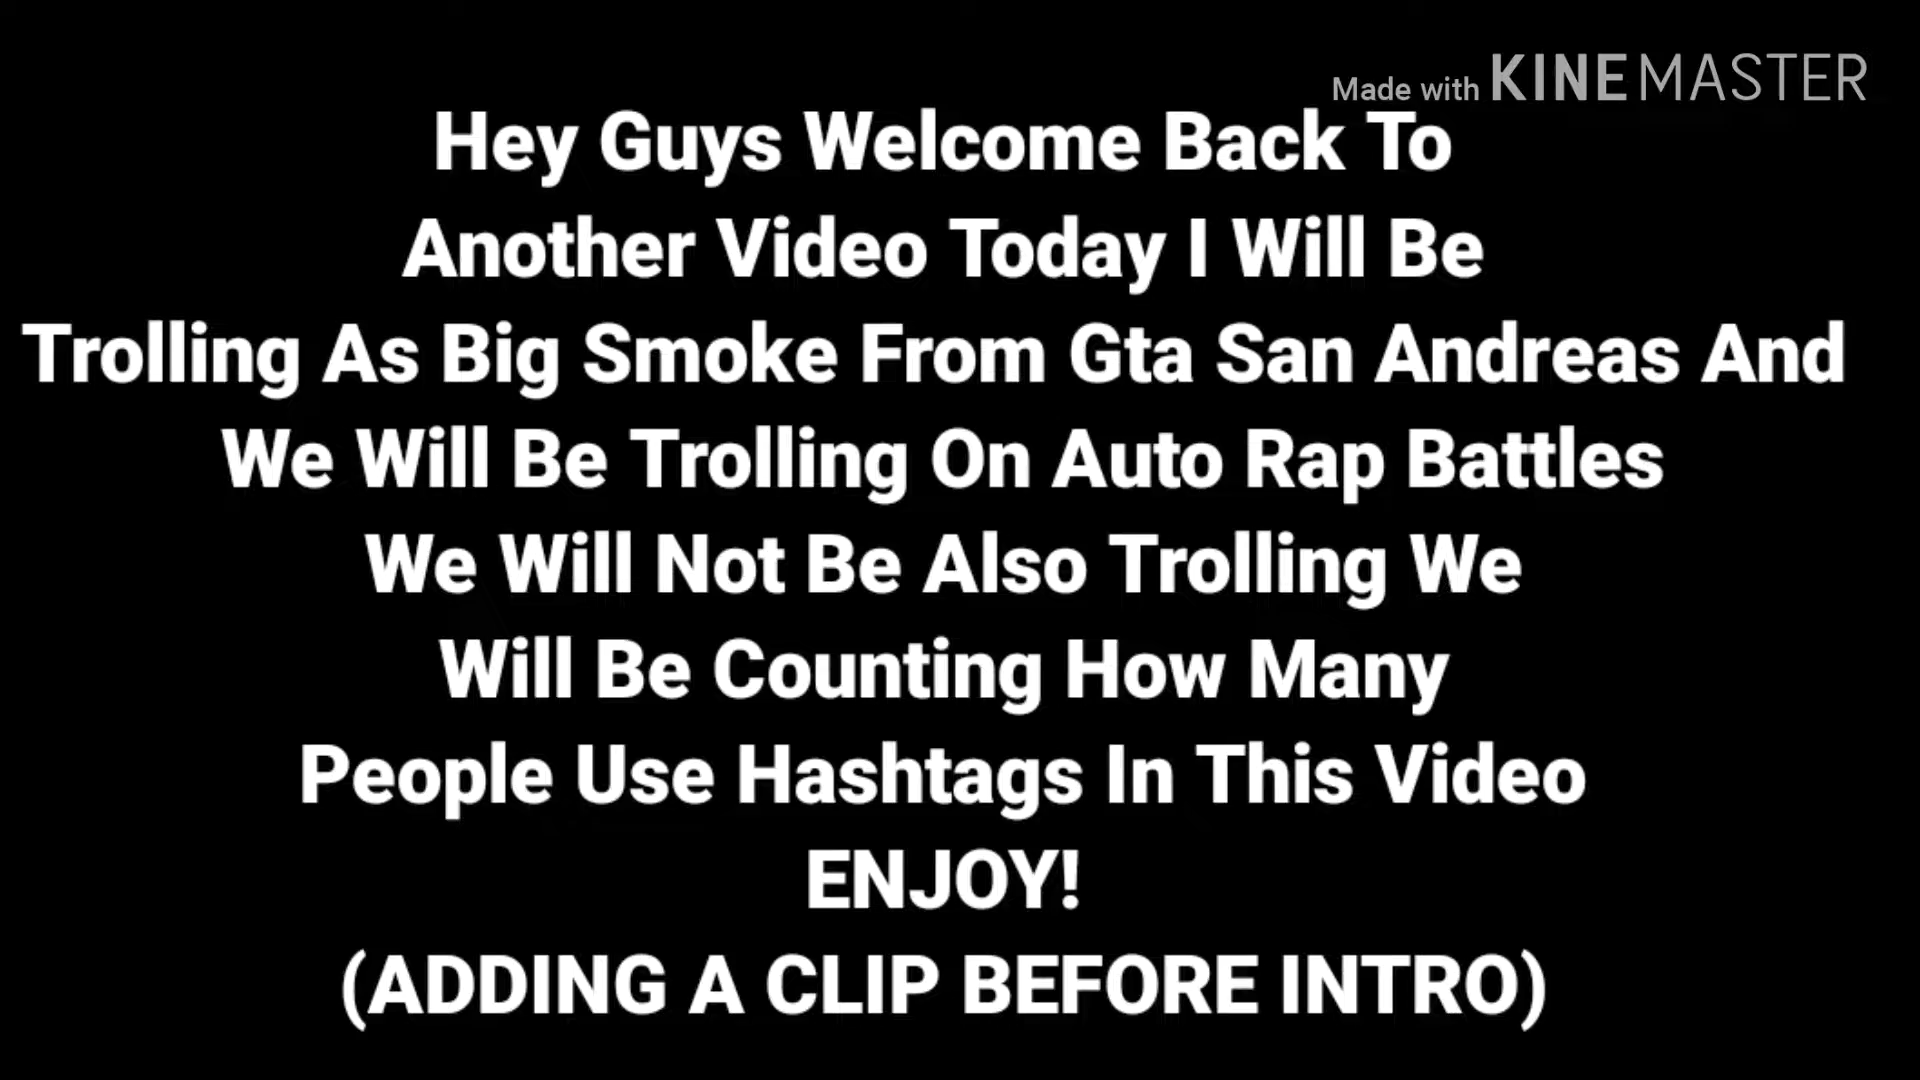 Made with KINEMASTER
Hey Guys Welcome Back To
Another Video Today I Will Be
Trolling As Big Smoke From Gta San Andreas And
We Will Be Trolling On Auto Rap Battles
We Will Not Be Also Trolling We
Will Be Counting How Many
People Use Hashtags In This Video
ENJOY!
(ADDING A CLIP BEFORE INTRO)